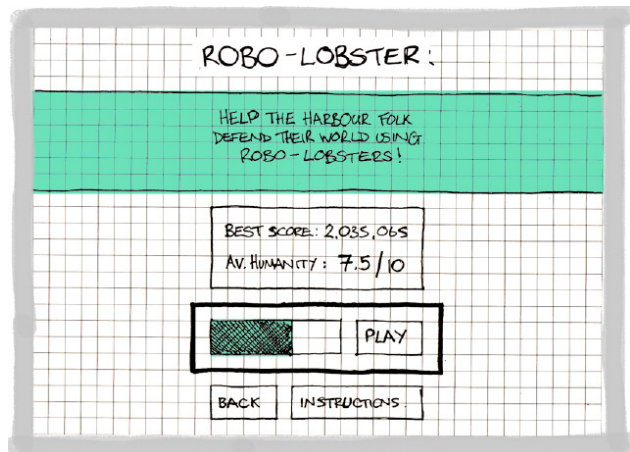 ROBO-LOBSTER:
HELP THE HARBOUR FOLK
DEFEND THEIR WORLD USING
ROBO-LOBSTERS!
BEST SCORE: 2,035,065
AV. HUMANITY: 7.5/10
PLAY
BACK
INSTRUCTIONS